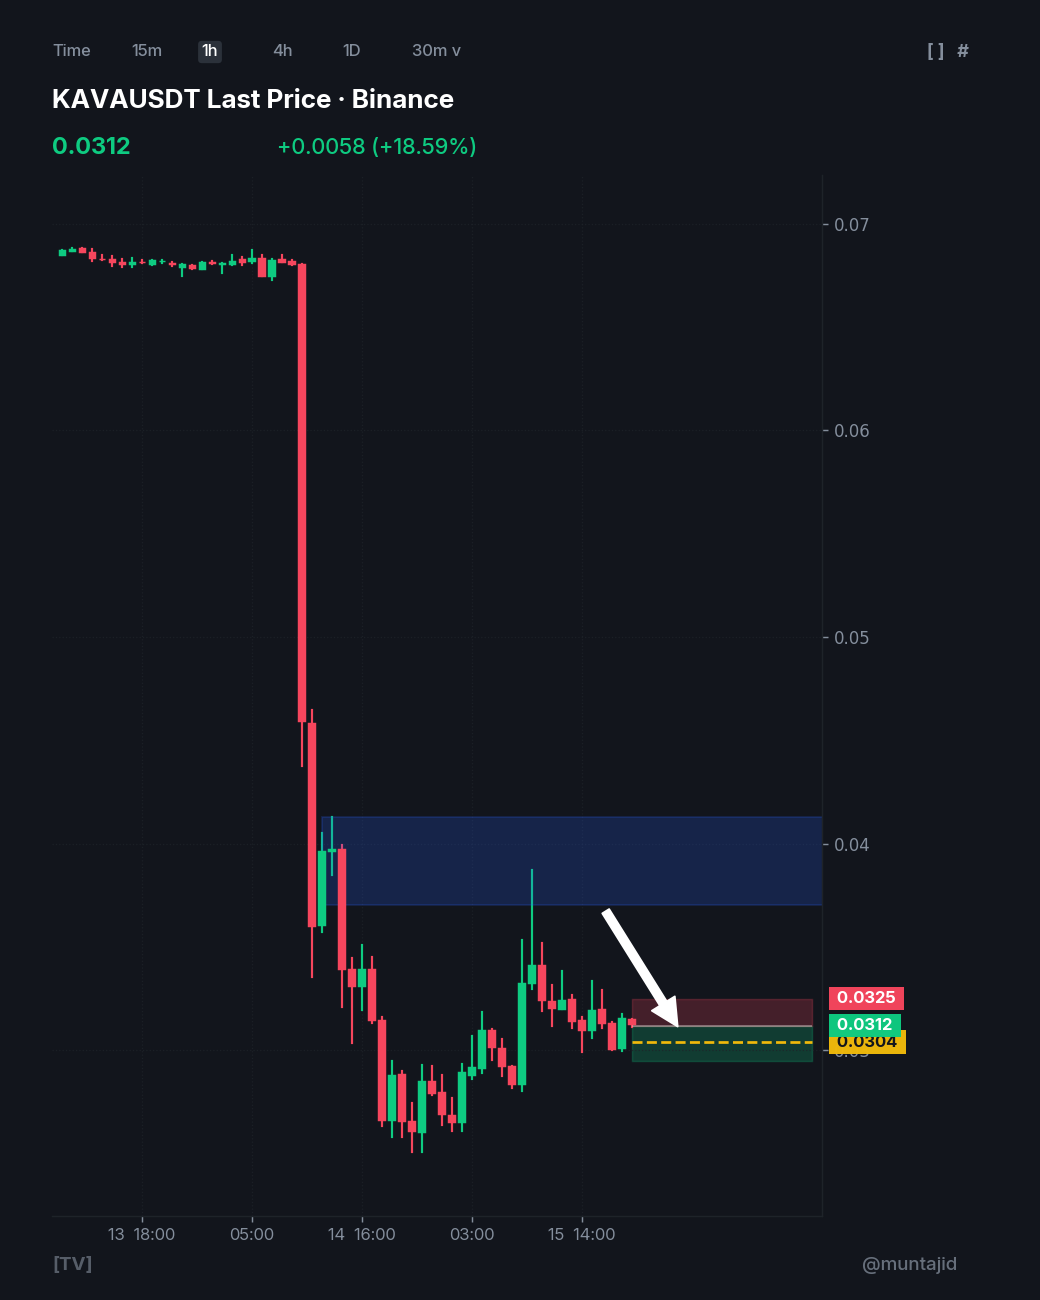 Time 15m 1h 4h 1D 30m v [ ] #
KAVAUSDT Last Price · Binance
0.0312 +0.0058 (+18.59%)
0.07
0.06
0.05
0.04
0.0325
0.0312
0.0304
0.03
13 18:00 05:00 14 16:00 03:00 15 14:00
[TV] @muntajid